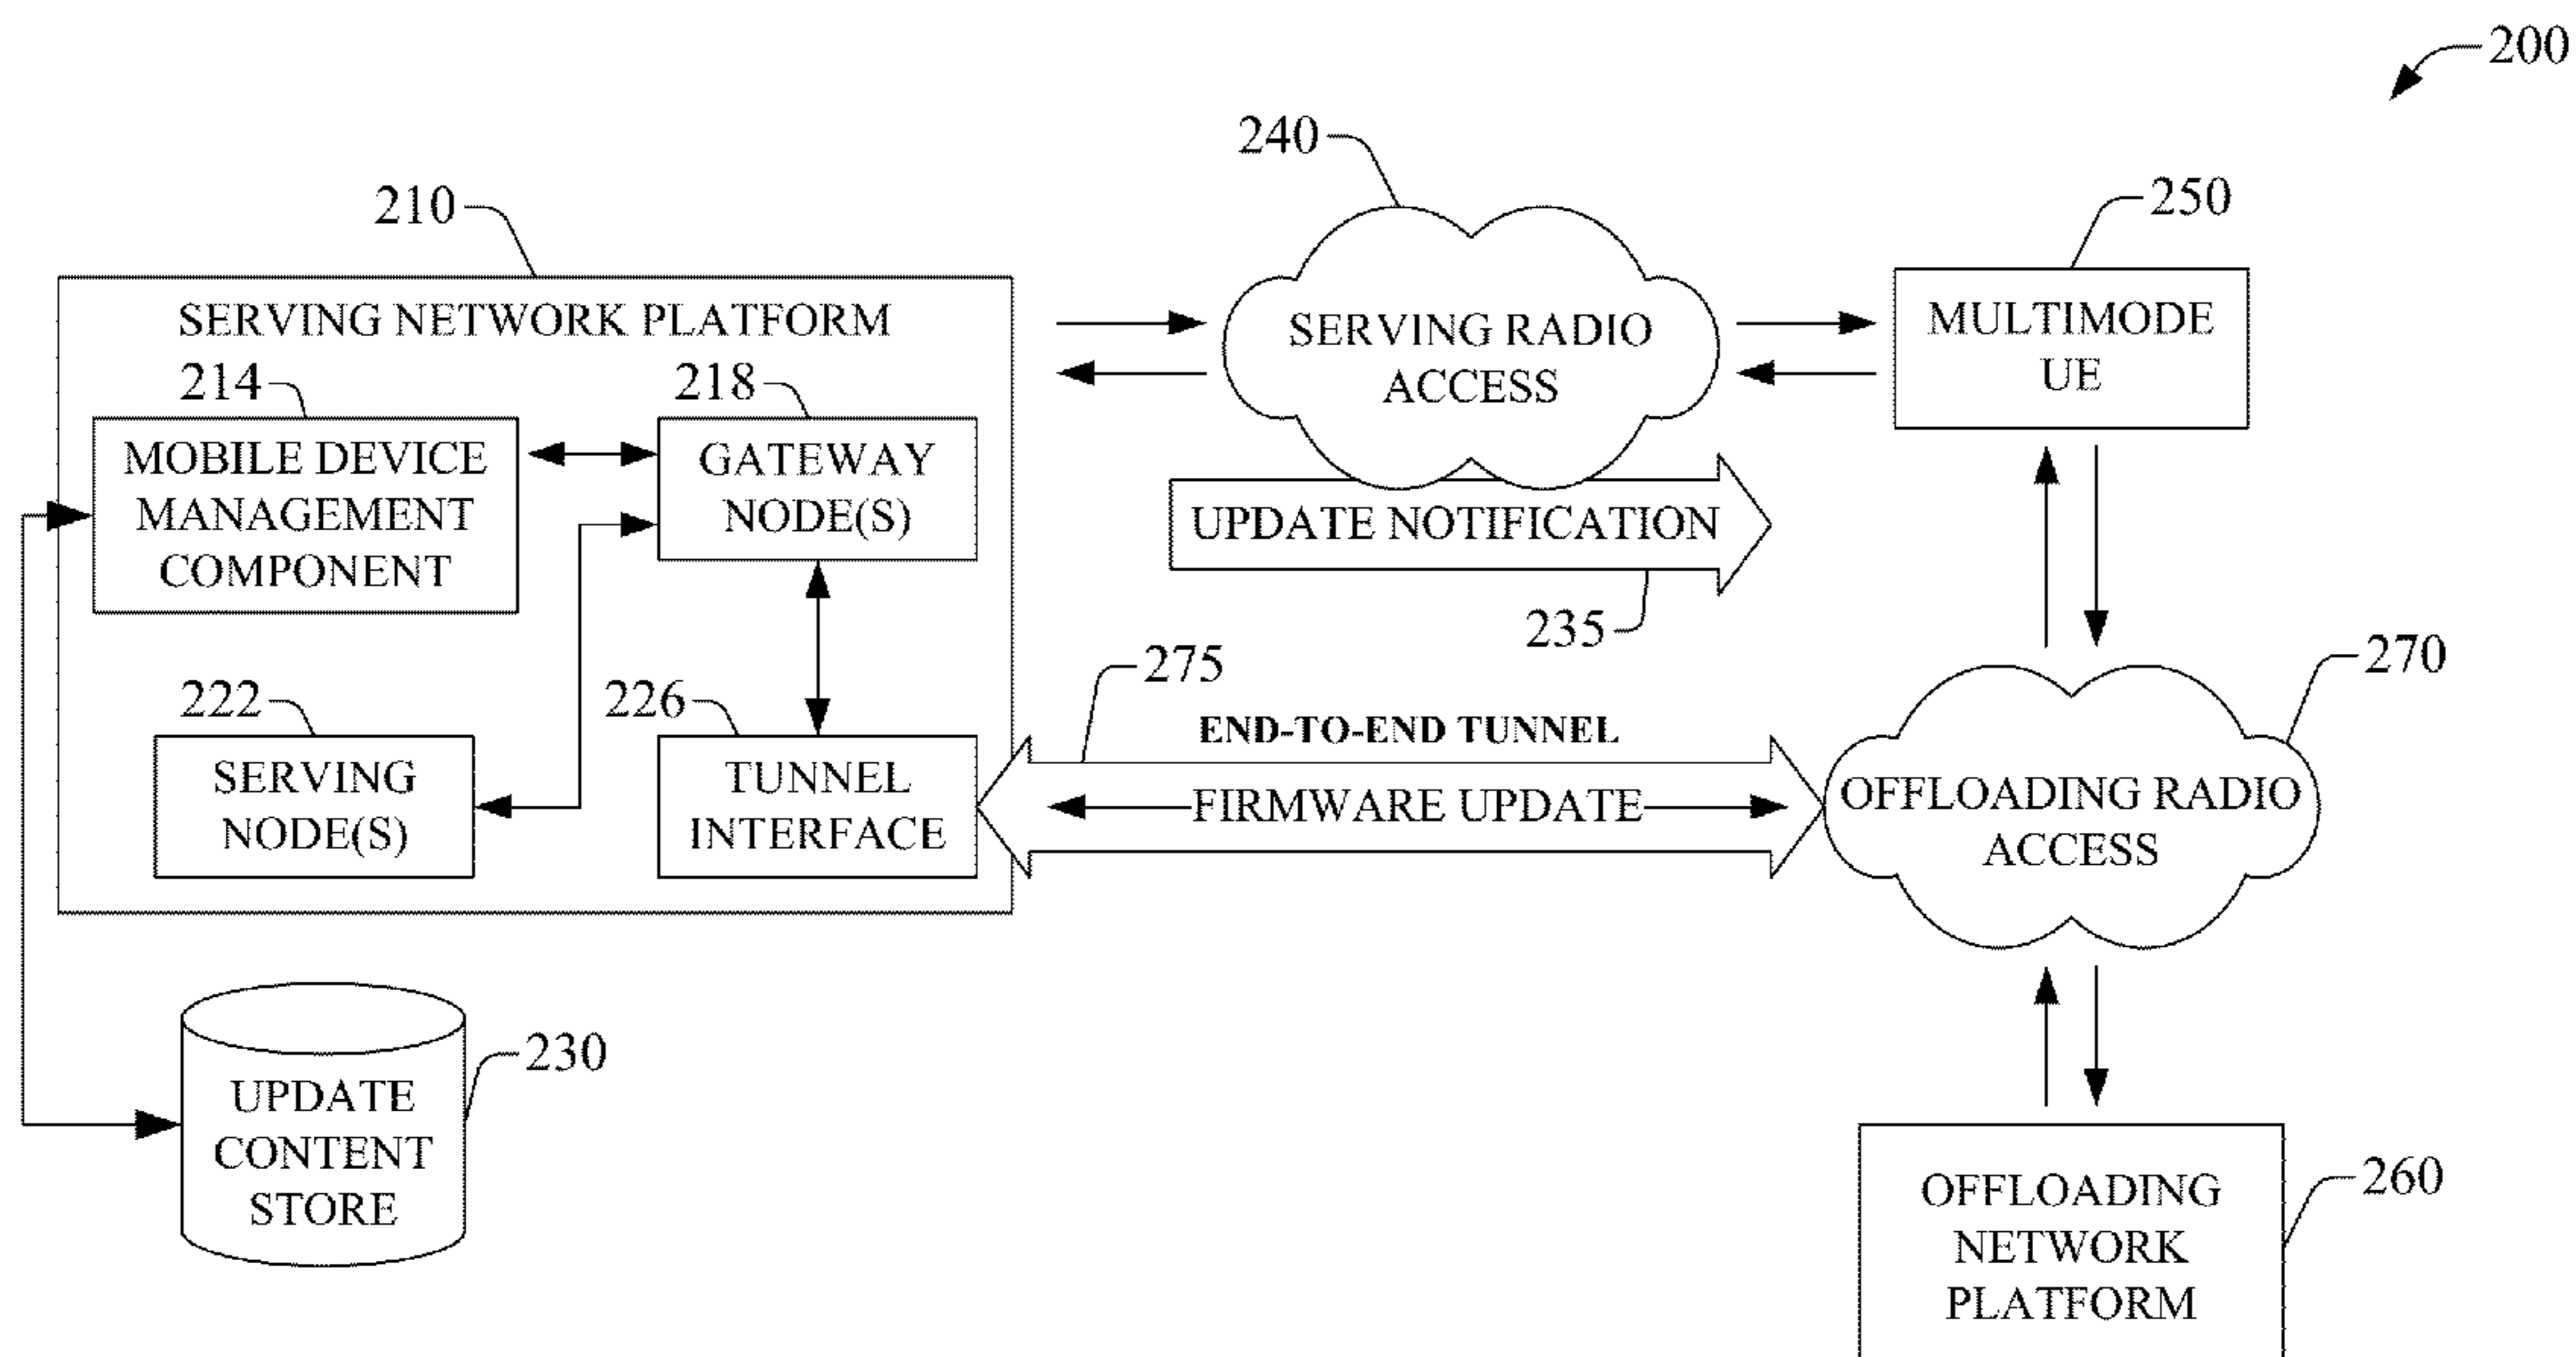 200
240
210
250
SERVING NETWORK PLATFORM
SERVING RADIO
ACCESS
MULTIMODE
UE
214
218
MOBILE DEVICE
MANAGEMENT
COMPONENT
GATEWAY
NODE(S)
UPDATE NOTIFICATION
235
275
270
222
226
END-TO-END TUNNEL
SERVING
NODE(S)
TUNNEL
INTERFACE
FIRMWARE UPDATE
OFFLOADING RADIO
ACCESS
230
UPDATE
CONTENT
STORE
260
OFFLOADING
NETWORK
PLATFORM